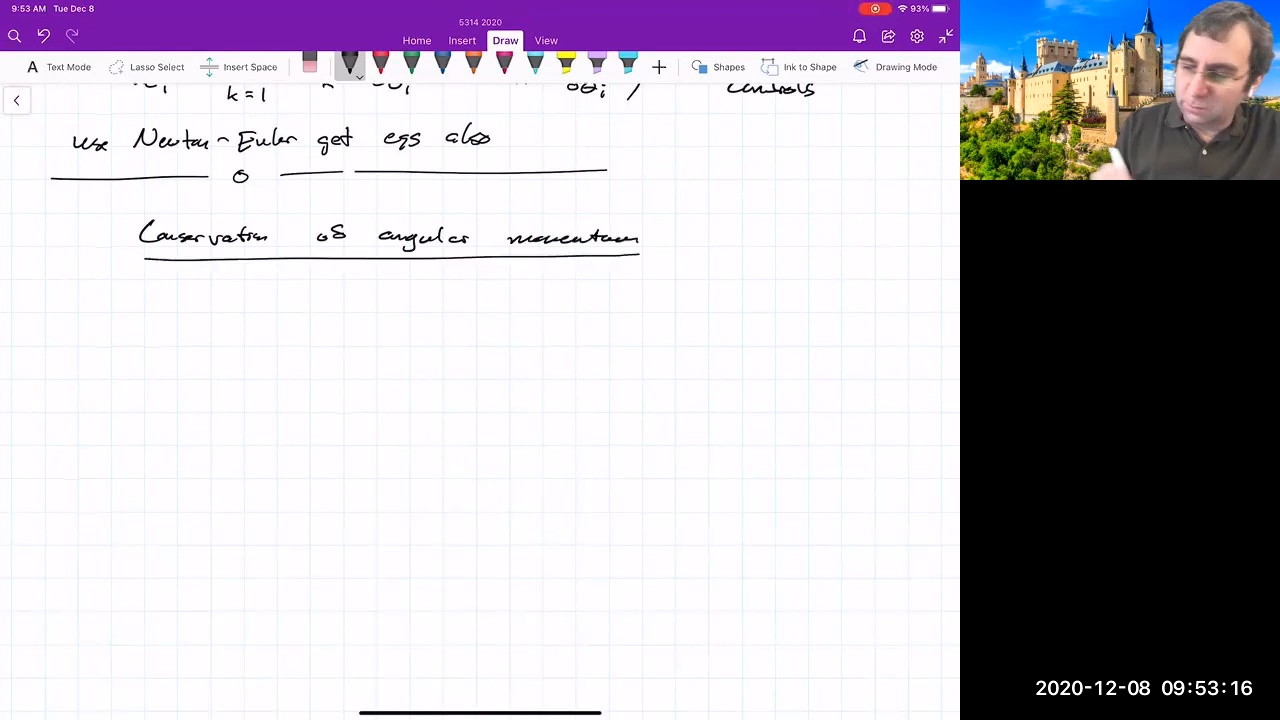 9:53 AM Tue Dec 8
93%
5314 2020
Home Insert Draw View
Text Mode Lasso Select Insert Space Shapes Ink to Shape Drawing Mode
k=1
controls
use Newton-Euler get eqs also
Conservation of angular momentum
2020-12-08 09:53:16